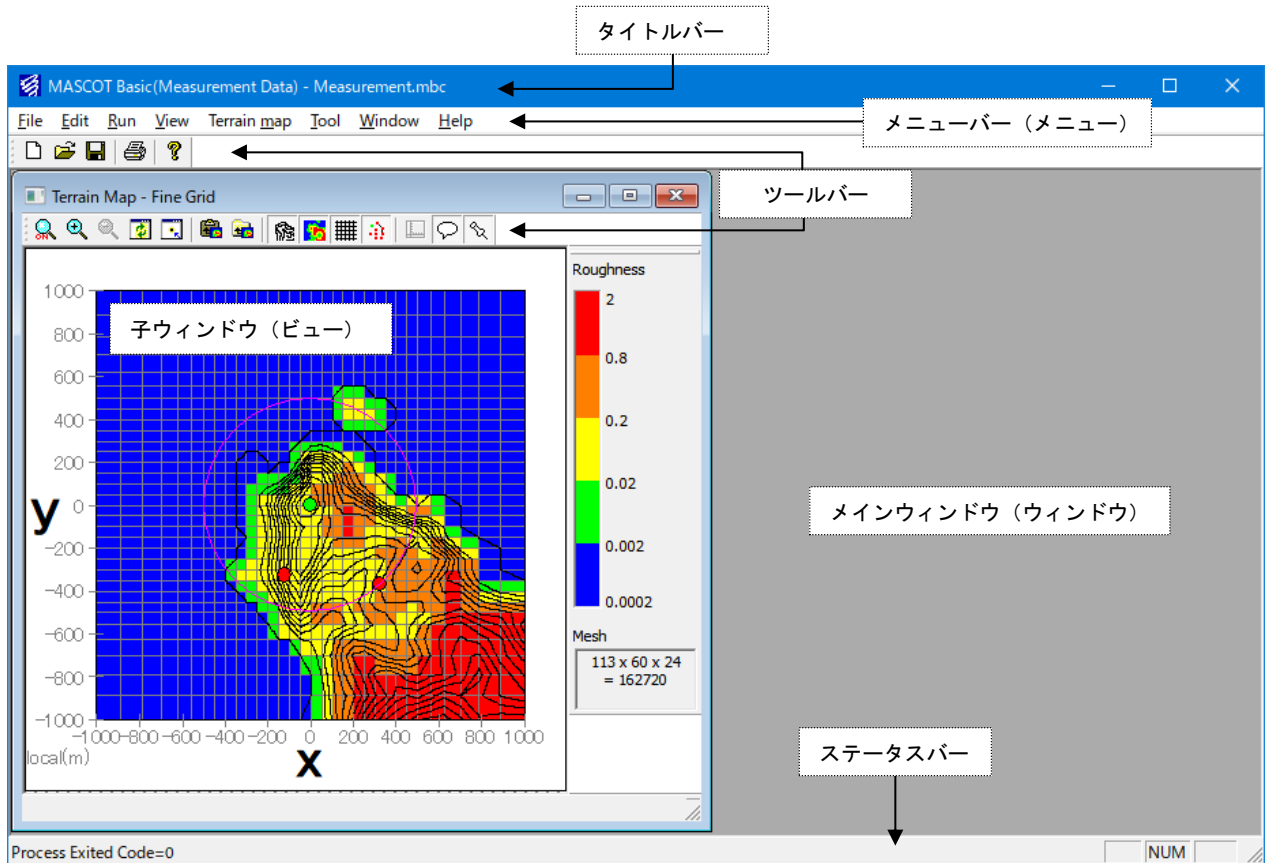 タイトルバー
MASCOT Basic(Measurement Data) - Measurement.mbc
File Edit Run View Terrain map Tool Window Help
メニューバー（メニュー）
ツールバー
Terrain Map - Fine Grid
子ウィンドウ（ビュー）
1000
800
600
400
200
0
-200
-400
-600
-800
-1000
y
-1000 -800 -600 -400 -200 0 200 400 600 800 1000
local(m)
x
Roughness
2
0.8
0.2
0.02
0.002
0.0002
Mesh
113 x 60 x 24
= 162720
メインウィンドウ（ウィンドウ）
ステータスバー
Process Exited Code=0
NUM